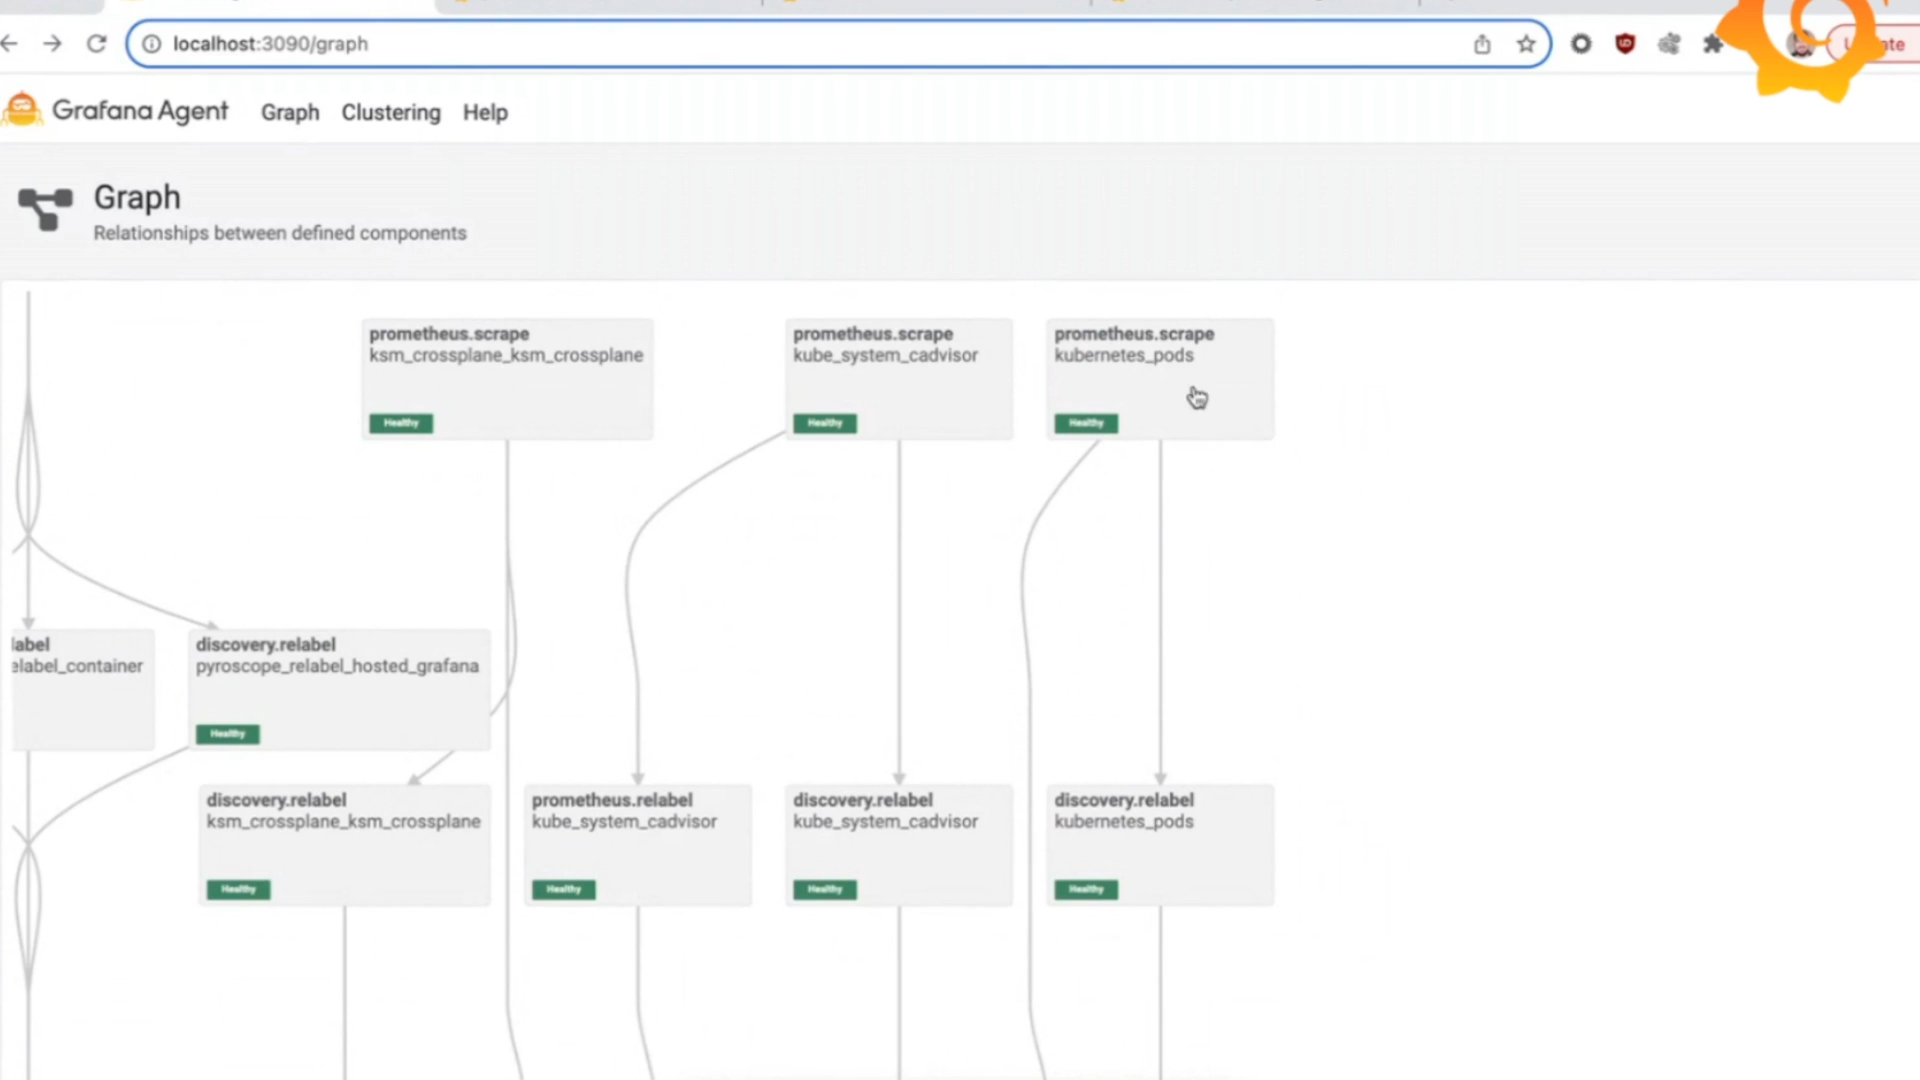 localhost:3090/graph
Grafana Agent Graph Clustering Help
Graph
Relationships between defined components
prometheus.scrape
ksm_crossplane_ksm_crossplane
Healthy
prometheus.scrape
kube_system_cadvisor
Healthy
prometheus.scrape
kubernetes_pods
Healthy
label
elabel_container
discovery.relabel
pyroscope_relabel_hosted_grafana
Healthy
discovery.relabel
ksm_crossplane_ksm_crossplane
Healthy
prometheus.relabel
kube_system_cadvisor
Healthy
discovery.relabel
kube_system_cadvisor
Healthy
discovery.relabel
kubernetes_pods
Healthy